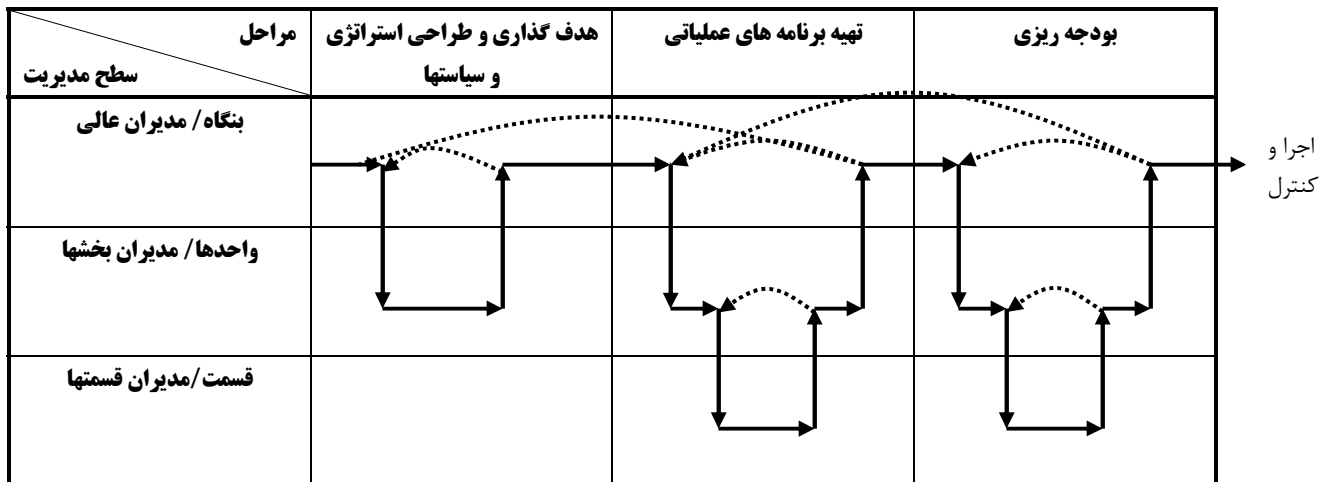 مراحل
سطح مدیریت
هدف گذاری و طراحی استراتژی
و سیاستها
تهیه برنامه های عملیاتی
بودجه ریزی
بنگاه/ مدیران عالی
واحدها/ مدیران بخشها
قسمت/مدیران قسمتها
اجرا و
کنترل